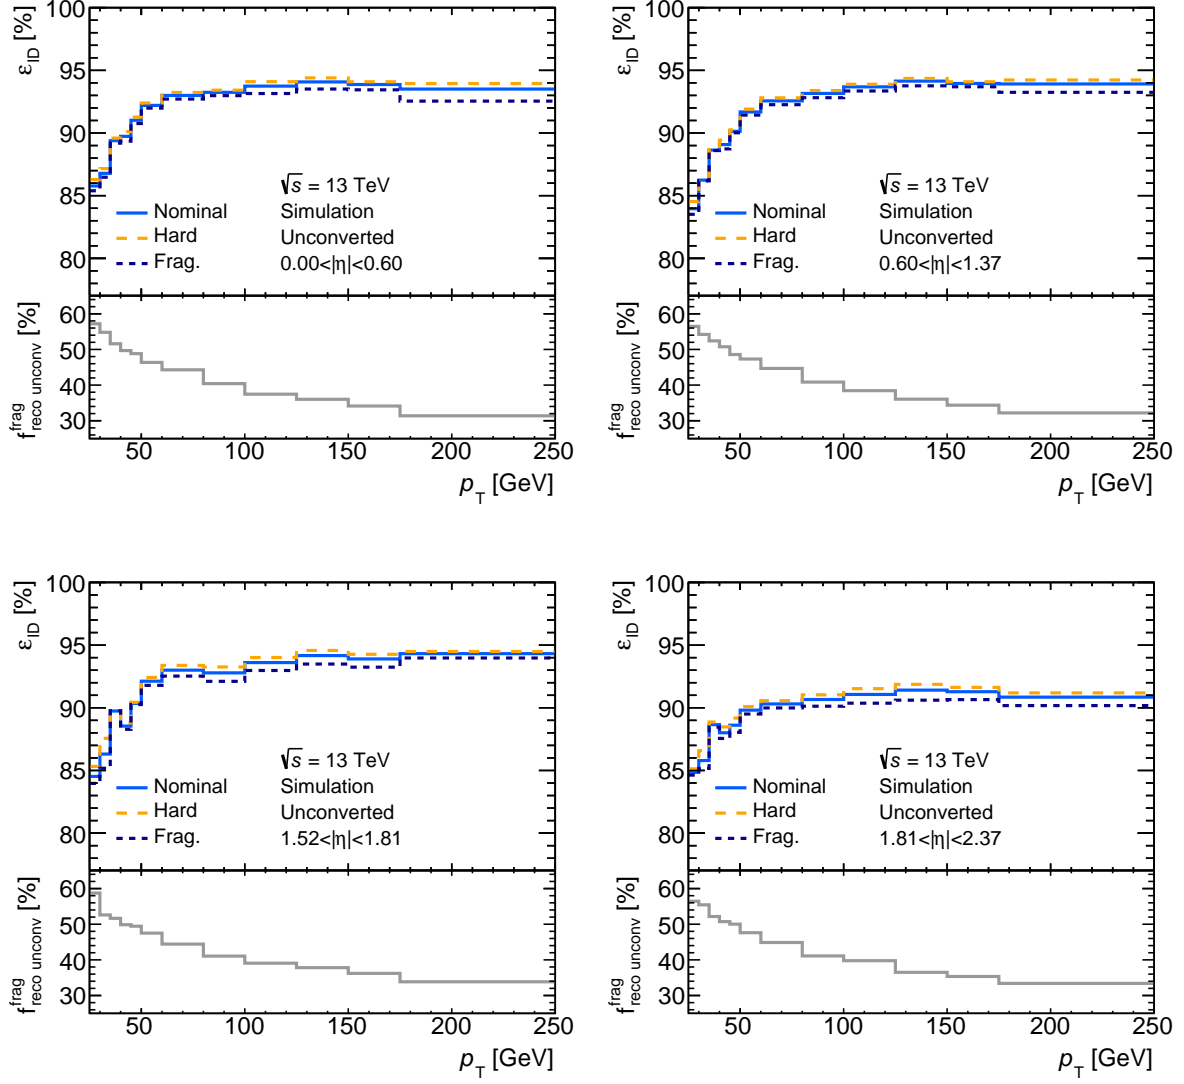 100
95
90
85
80
ε_ID [%]
√s = 13 TeV
Nominal Simulation
Hard Unconverted
Frag. 0.00<|η|<0.60
60
50
40
30
f^frag_reco unconv [%]
50 100 150 200 250
p_T [GeV]
100
95
90
85
80
ε_ID [%]
√s = 13 TeV
Nominal Simulation
Hard Unconverted
Frag. 0.60<|η|<1.37
60
50
40
30
f^frag_reco unconv [%]
50 100 150 200 250
p_T [GeV]
100
95
90
85
80
ε_ID [%]
√s = 13 TeV
Nominal Simulation
Hard Unconverted
Frag. 1.52<|η|<1.81
60
50
40
30
f^frag_reco unconv [%]
50 100 150 200 250
p_T [GeV]
100
95
90
85
80
ε_ID [%]
√s = 13 TeV
Nominal Simulation
Hard Unconverted
Frag. 1.81<|η|<2.37
60
50
40
30
f^frag_reco unconv [%]
50 100 150 200 250
p_T [GeV]